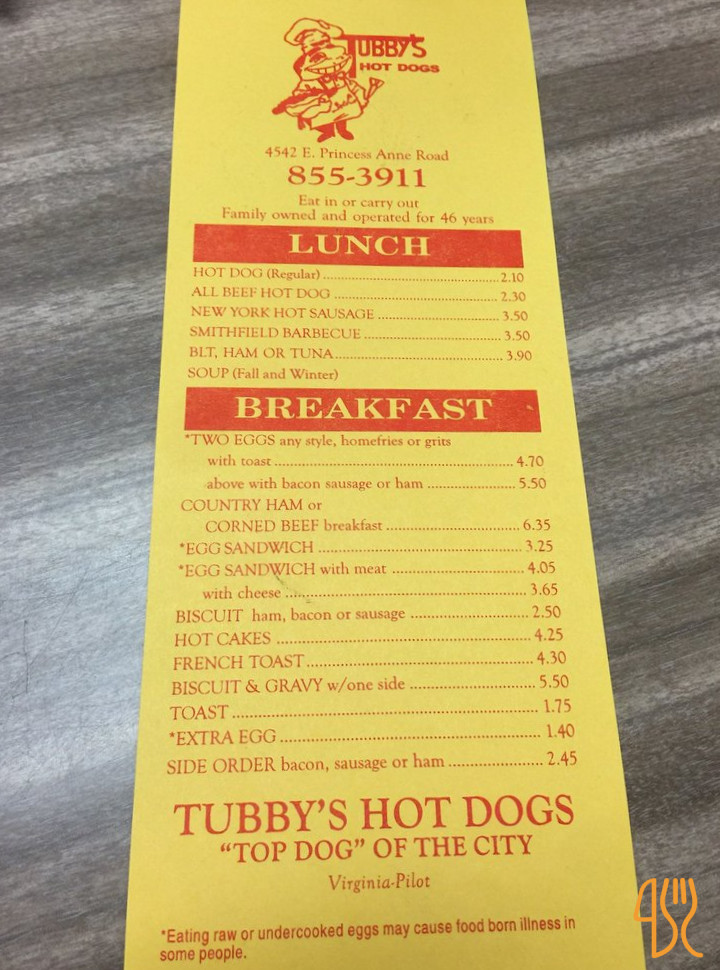 TUBBY'S
HOT DOGS
4542 E. Princess Anne Road
855-3911
Eat in or carry out
Family owned and operated for 46 years
LUNCH
HOT DOG (Regular) 2.10
ALL BEEF HOT DOG 2.30
NEW YORK HOT SAUSAGE 3.50
SMITHFIELD BARBECUE 3.50
BLT, HAM OR TUNA 3.90
SOUP (Fall and Winter)
BREAKFAST
*TWO EGGS any style, homefries or grits
with toast 4.70
above with bacon sausage or ham 5.50
COUNTRY HAM or
CORNED BEEF breakfast 6.35
*EGG SANDWICH 3.25
*EGG SANDWICH with meat 4.05
with cheese 3.65
BISCUIT ham, bacon or sausage 2.50
HOT CAKES 4.25
FRENCH TOAST 4.30
BISCUIT & GRAVY w/one side 5.50
TOAST 1.75
*EXTRA EGG 1.40
SIDE ORDER bacon, sausage or ham 2.45
TUBBY'S HOT DOGS
"TOP DOG" OF THE CITY
Virginia-Pilot
*Eating raw or undercooked eggs may cause food born illness in
some people.